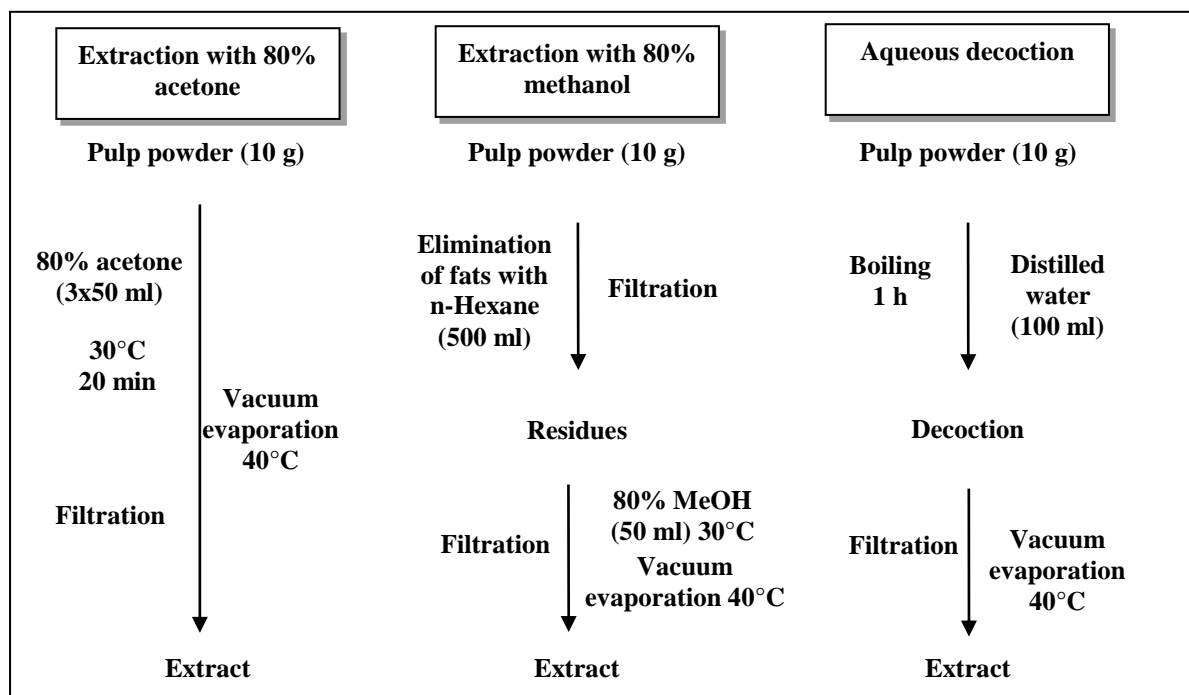 Extraction with 80%
acetone
Pulp powder (10 g)
80% acetone
(3x50 ml)
30°C
20 min
Vacuum
evaporation
40°C
Filtration
Extract
Extraction with 80%
methanol
Pulp powder (10 g)
Elimination
of fats with
n-Hexane
(500 ml)
Filtration
Residues
80% MeOH
(50 ml) 30°C
Filtration
Vacuum
evaporation 40°C
Extract
Aqueous decoction
Pulp powder (10 g)
Boiling
1 h
Distilled
water
(100 ml)
Decoction
Filtration
Vacuum
evaporation
40°C
Extract